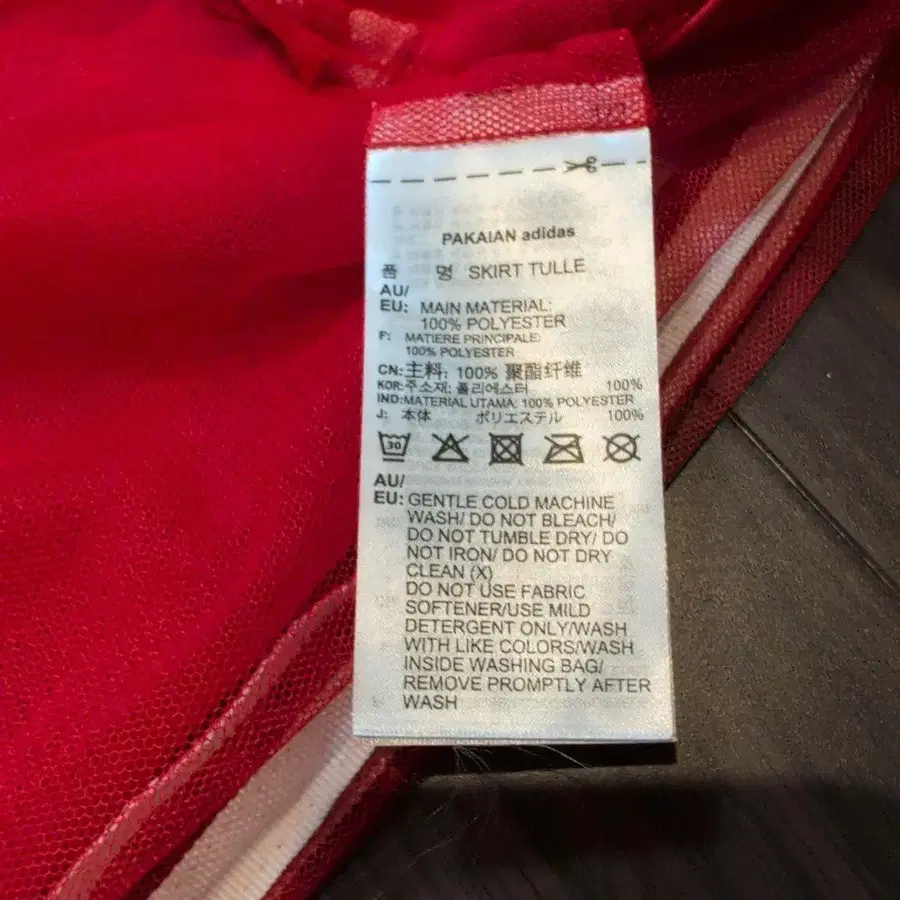 PAKAIAN adidas
품 명 SKIRT TULLE
AU/
EU: MAIN MATERIAL:
100% POLYESTER
F: MATIERE PRINCIPALE:
100% POLYESTER
CN:主料: 100% 聚酯纤维
KOR:주소재: 폴리에스터 100%
IND:MATERIAL UTAMA: 100% POLYESTER
J: 本体 ポリエステル 100%
30
AU/
EU: GENTLE COLD MACHINE
WASH/ DO NOT BLEACH/
DO NOT TUMBLE DRY/ DO
NOT IRON/ DO NOT DRY
CLEAN (X)
DO NOT USE FABRIC
SOFTENER/USE MILD
DETERGENT ONLY/WASH
WITH LIKE COLORS/WASH
INSIDE WASHING BAG/
REMOVE PROMPTLY AFTER
WASH